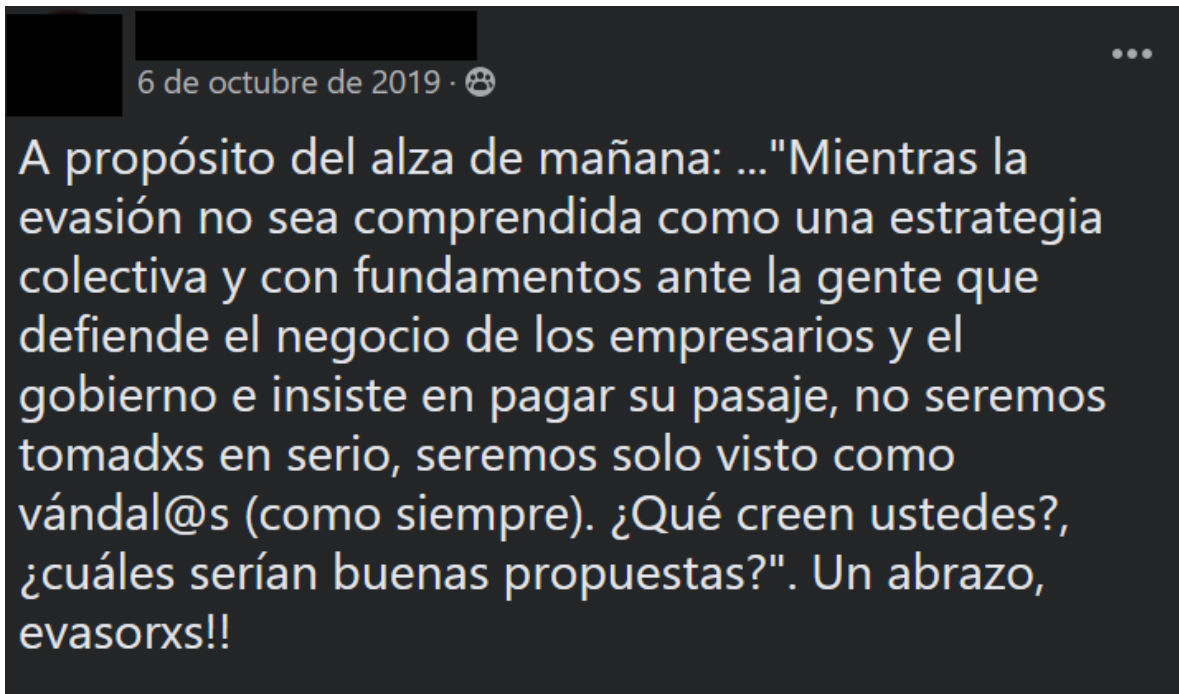 6 de octubre de 2019 ·
A propósito del alza de mañana: ..."Mientras la
evasión no sea comprendida como una estrategia
colectiva y con fundamentos ante la gente que
defiende el negocio de los empresarios y el
gobierno e insiste en pagar su pasaje, no seremos
tomadxs en serio, seremos solo visto como
vándal@s (como siempre). ¿Qué creen ustedes?,
¿cuáles serían buenas propuestas?". Un abrazo,
evasorxs!!